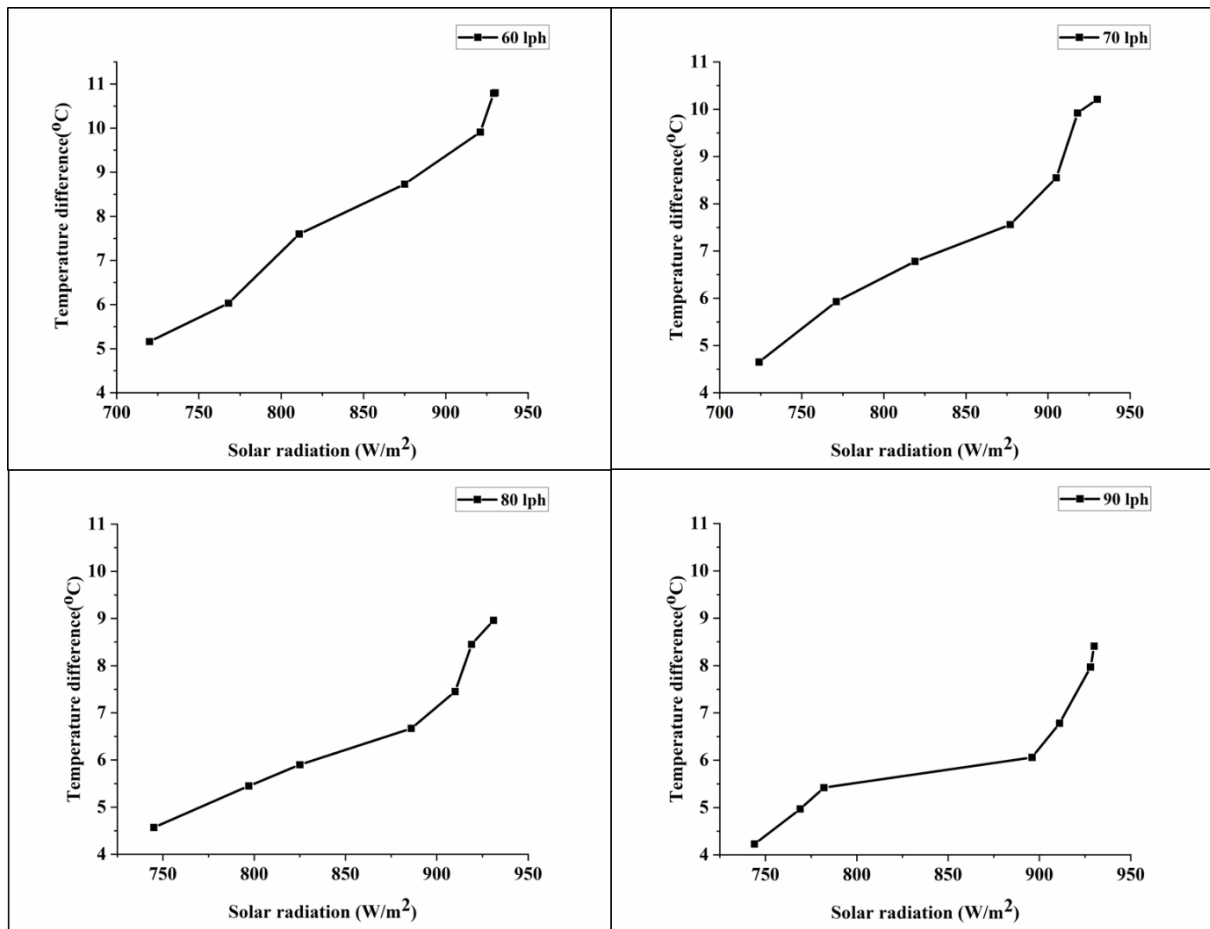 60 lph
11
10
9
8
7
6
5
4
Temperature difference(⁰C)
700 750 800 850 900 950
Solar radiation (W/m²)
70 lph
11
10
9
8
7
6
5
4
Temperature difference(⁰C)
700 750 800 850 900 950
Solar radiation (W/m²)
80 lph
11
10
9
8
7
6
5
4
Temperature difference(⁰C)
750 800 850 900 950
Solar radiation (W/m²)
90 lph
11
10
9
8
7
6
5
4
Temperature difference(⁰C)
750 800 850 900 950
Solar radiation (W/m²)